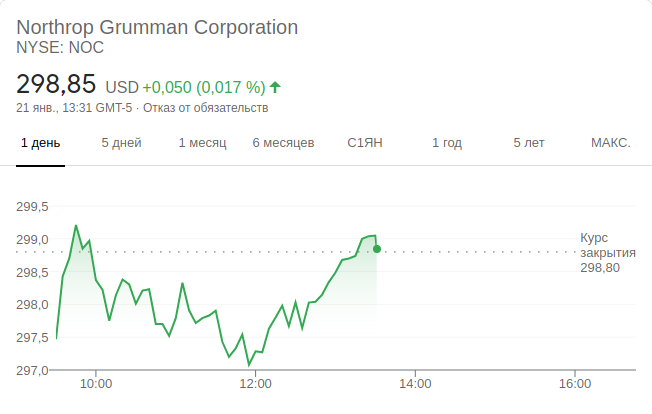 Northrop Grumman Corporation
NYSE: NOC
298,85 USD +0,050 (0,017 %)
21 янв., 13:31 GMT-5 · Отказ от обязательств
1 день 5 дней 1 месяц 6 месяцев С1ЯН 1 год 5 лет МАКС.
299,5
299,0
298,5
298,0
297,5
297,0
Курс
закрытия
298,80
10:00 12:00 14:00 16:00